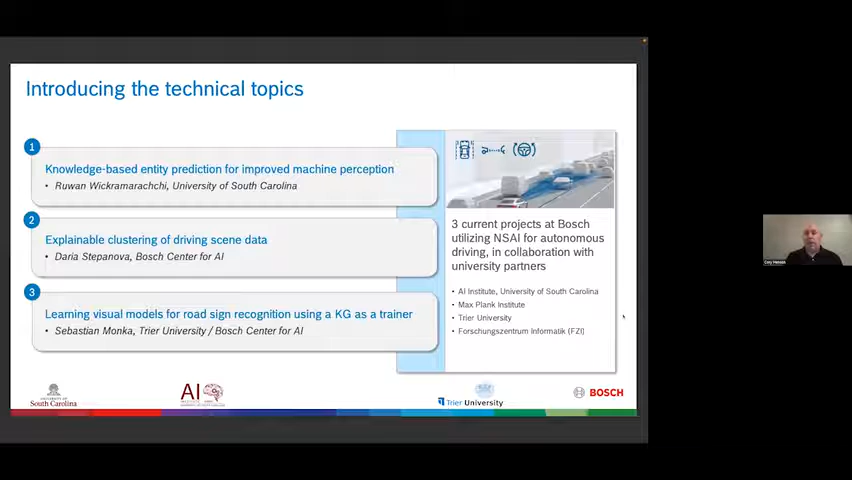 Introducing the technical topics
1
Knowledge-based entity prediction for improved machine perception
• Ruwan Wickramarachchi, University of South Carolina
2
Explainable clustering of driving scene data
• Daria Stepanova, Bosch Center for AI
3
Learning visual models for road sign recognition using a KG as a trainer
• Sebastian Monka, Trier University / Bosch Center for AI
3 current projects at Bosch
utilizing NSAI for autonomous
driving, in collaboration with
university partners
• AI Institute, University of South Carolina
• Max Plank Institute
• Trier University
• Forschungszentrum Informatik (FZI)
UNIVERSITY OF
South Carolina
AI
Trier University
BOSCH